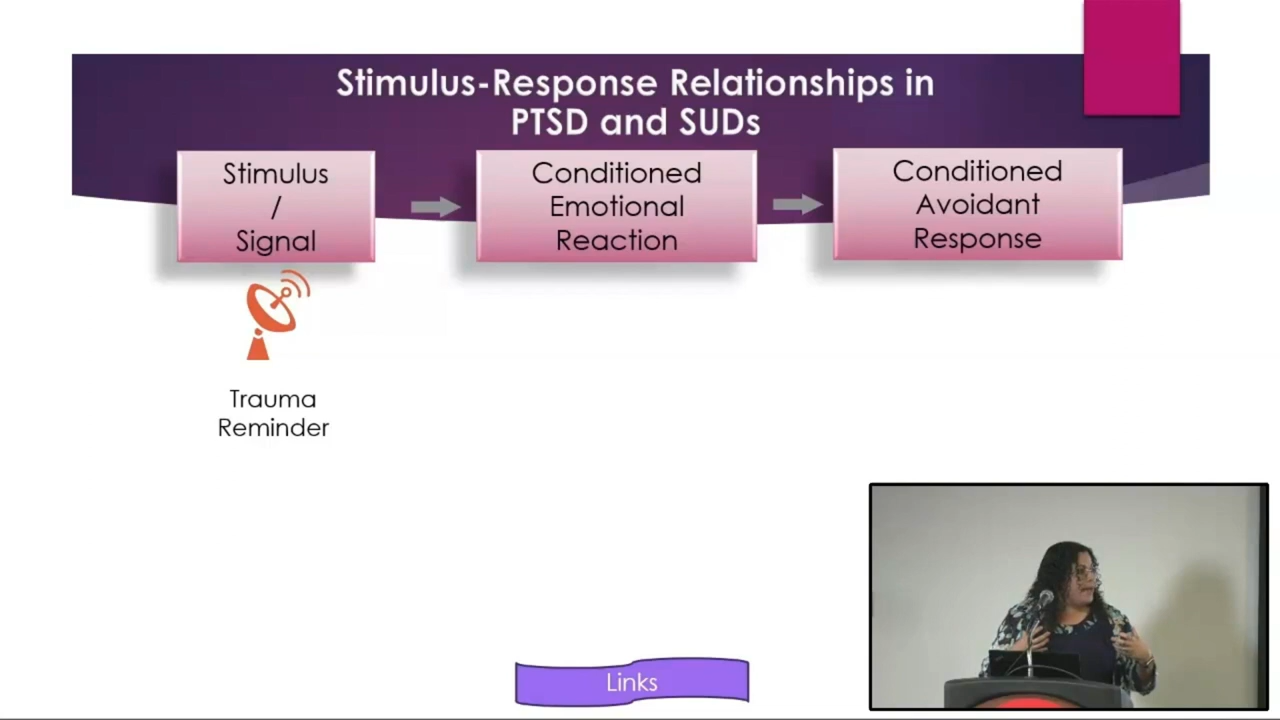 Stimulus-Response Relationships in
PTSD and SUDs
Stimulus
/
Signal
Conditioned
Emotional
Reaction
Conditioned
Avoidant
Response
Trauma
Reminder
Links